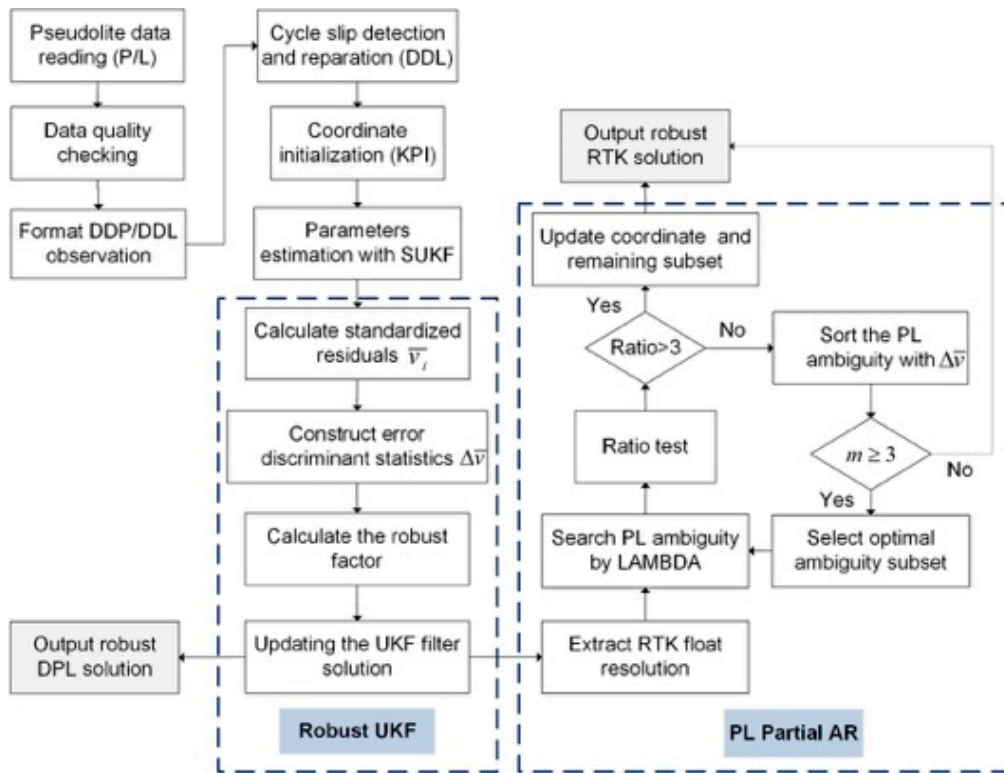 Pseudolite data
reading (P/L)
Data quality
checking
Format DDP/DDL
observation
Cycle slip detection
and reparation (DDL)
Coordinate
initialization (KPI)
Parameters
estimation with SUKF
Calculate standardized
residuals v̅ᵢ
Construct error
discriminant statistics Δv̅
Calculate the robust
factor
Updating the UKF filter
solution
Output robust
DPL solution
Robust UKF
Output robust
RTK solution
Update coordinate and
remaining subset
Yes
Ratio>3
No
Sort the PL
ambiguity with Δv̅
Ratio test
m ≥ 3
No
Yes
Search PL ambiguity
by LAMBDA
Select optimal
ambiguity subset
Extract RTK float
resolution
PL Partial AR